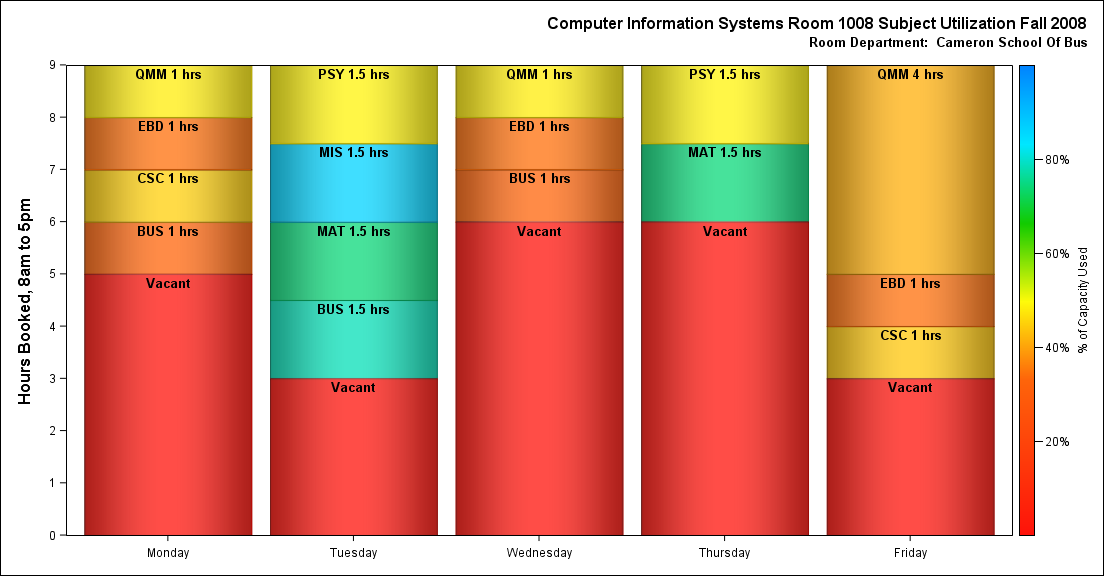 Computer Information Systems Room 1008 Subject Utilization Fall 2008
Room Department: Cameron School Of Bus
Hours Booked, 8am to 5pm
9
8
7
6
5
4
3
2
1
0
QMM 1 hrs
EBD 1 hrs
CSC 1 hrs
BUS 1 hrs
Vacant
Monday
PSY 1.5 hrs
MIS 1.5 hrs
MAT 1.5 hrs
BUS 1.5 hrs
Vacant
Tuesday
QMM 1 hrs
EBD 1 hrs
BUS 1 hrs
Vacant
Wednesday
PSY 1.5 hrs
MAT 1.5 hrs
Vacant
Thursday
QMM 4 hrs
EBD 1 hrs
CSC 1 hrs
Vacant
Friday
80%
60%
40%
20%
% of Capacity Used